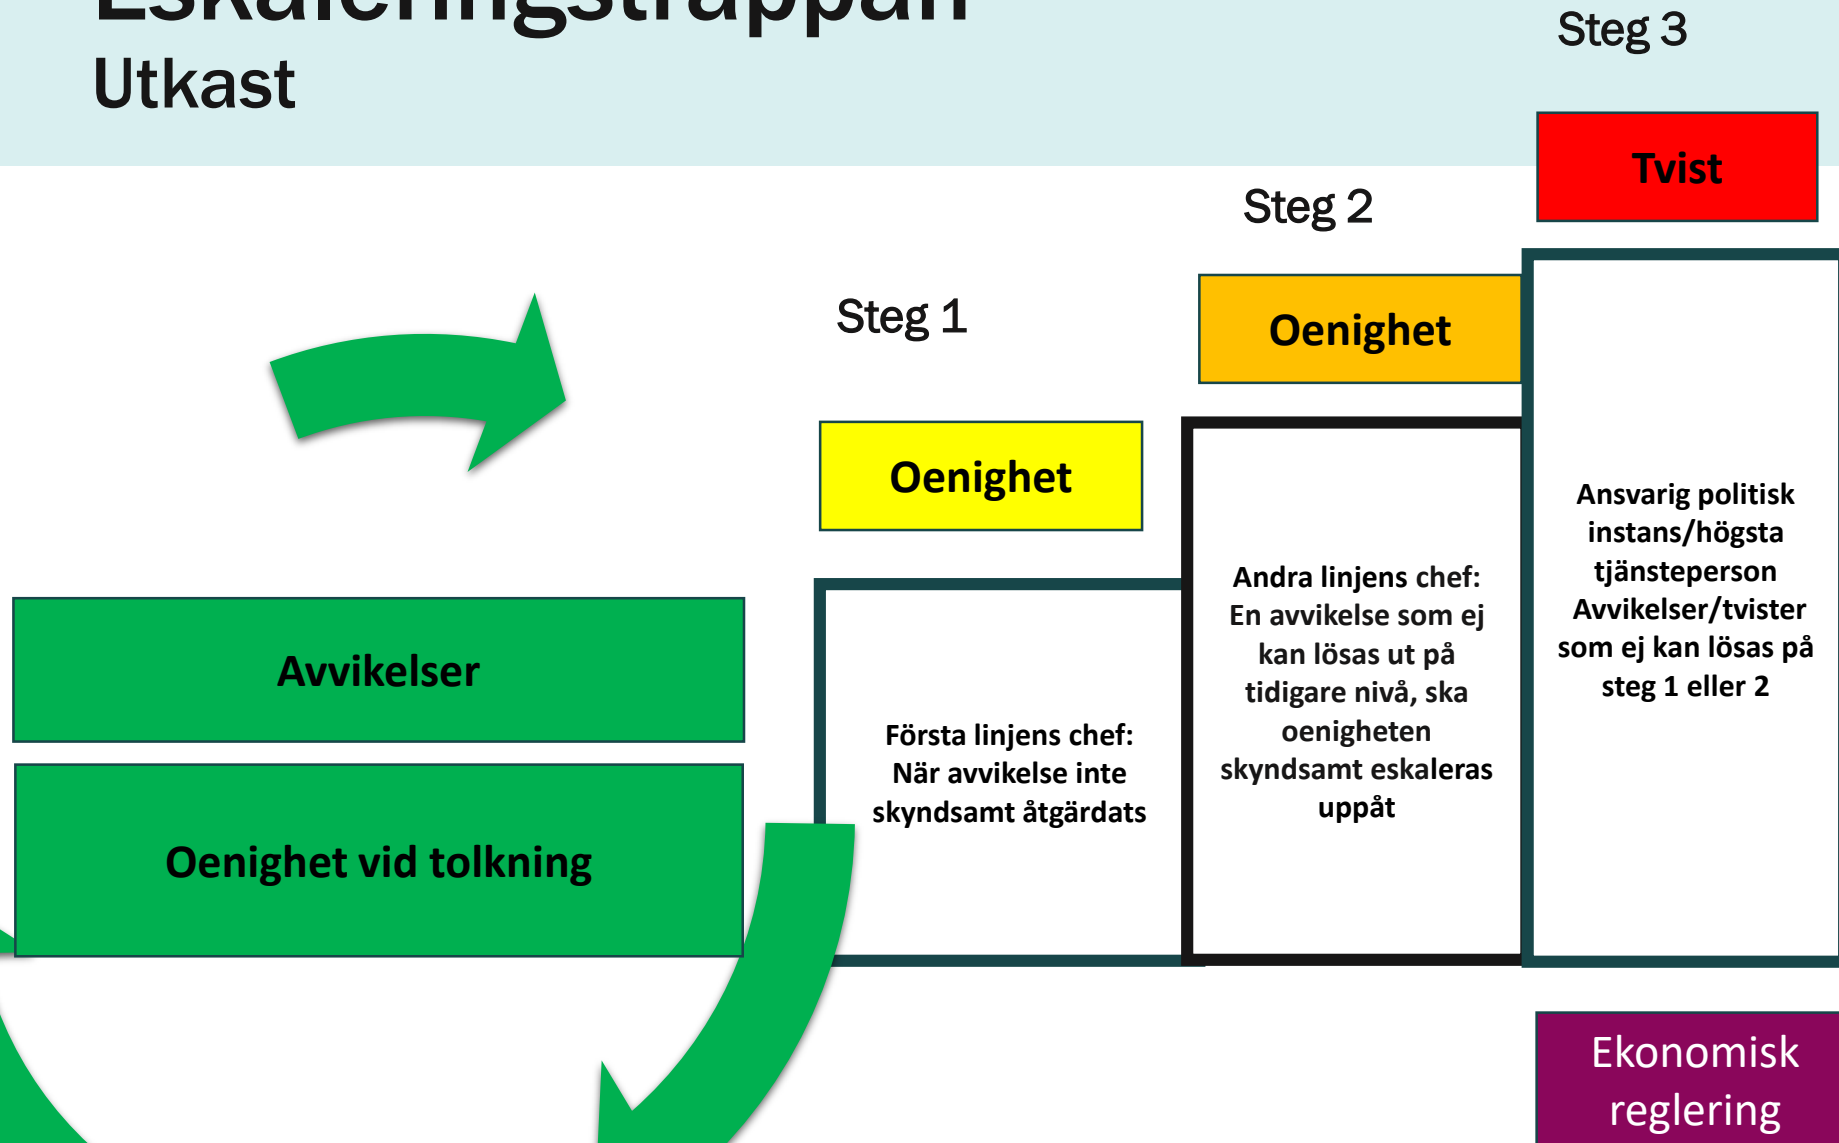 Eskaleringstrappan
Utkast
Steg 3
Tvist
Steg 2
Oenighet
Steg 1
Oenighet
Avvikelser
Oenighet vid tolkning
Första linjens chef:
När avvikelse inte
skyndsamt åtgärdats
Andra linjens chef:
En avvikelse som ej
kan lösas ut på
tidigare nivå, ska
oenigheten
skyndsamt eskaleras
uppåt
Ansvarig politisk
instans/högsta
tjänsteperson
Avvikelser/tvister
som ej kan lösas på
steg 1 eller 2
Ekonomisk
reglering